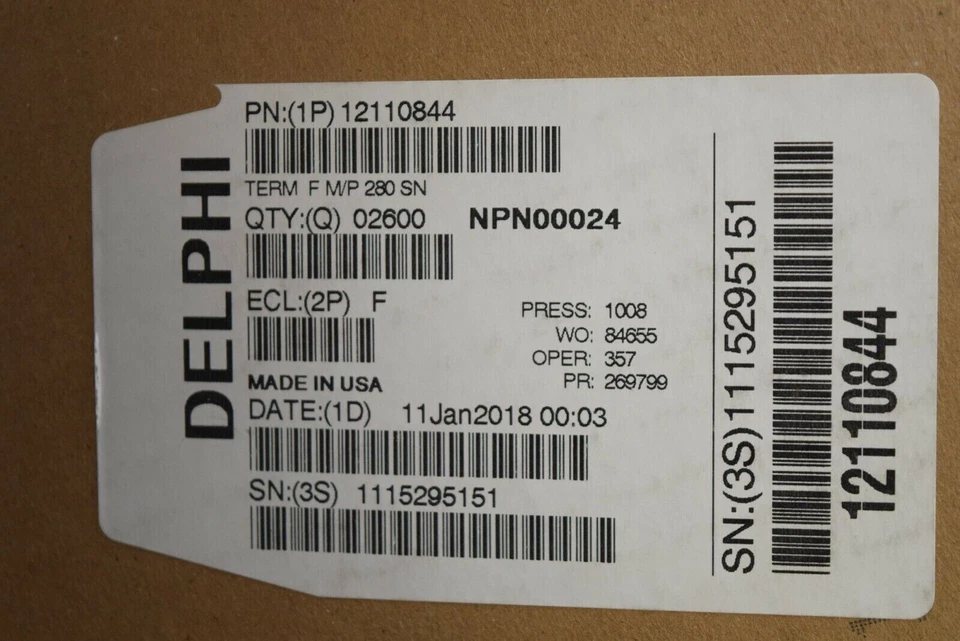 DELPHI
PN:(1P) 12110844
TERM F M/P 280 SN
QTY:(Q) 02600 NPN00024
ECL:(2P) F
PRESS: 1008
WO: 84655
OPER: 357
PR: 269799
MADE IN USA
DATE:(1D) 11Jan2018 00:03
SN:(3S) 1115295151
SN:(3S)1115295151
12110844